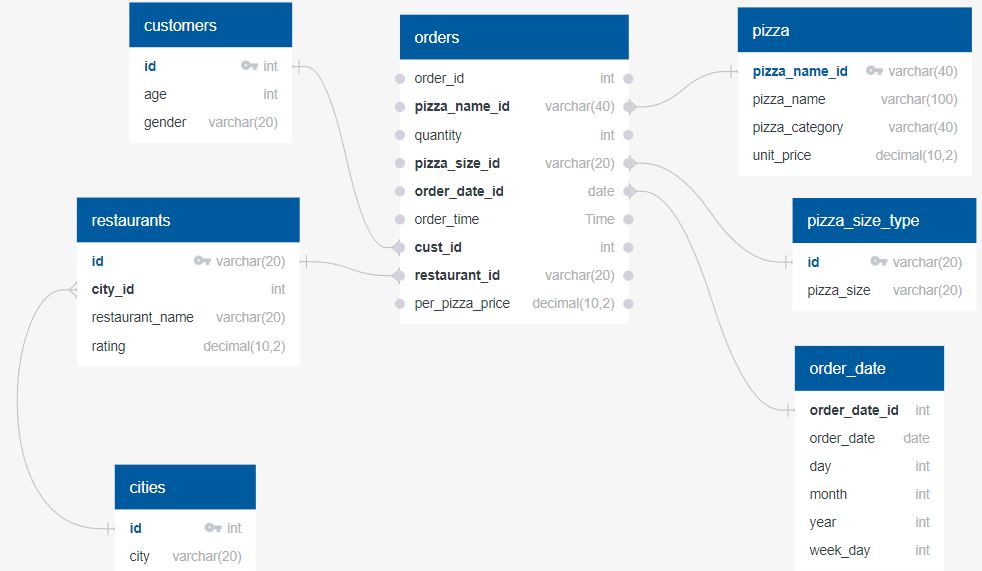 customers
id int
age int
gender varchar(20)
orders
order_id int
pizza_name_id varchar(40)
quantity int
pizza_size_id varchar(20)
order_date_id date
order_time Time
cust_id int
restaurant_id varchar(20)
per_pizza_price decimal(10,2)
pizza
pizza_name_id varchar(40)
pizza_name varchar(100)
pizza_category varchar(40)
unit_price decimal(10,2)
restaurants
id varchar(20)
city_id int
restaurant_name varchar(20)
rating decimal(10,2)
pizza_size_type
id varchar(20)
pizza_size varchar(20)
order_date
order_date_id int
order_date date
day int
month int
year int
week_day int
cities
id int
city varchar(20)